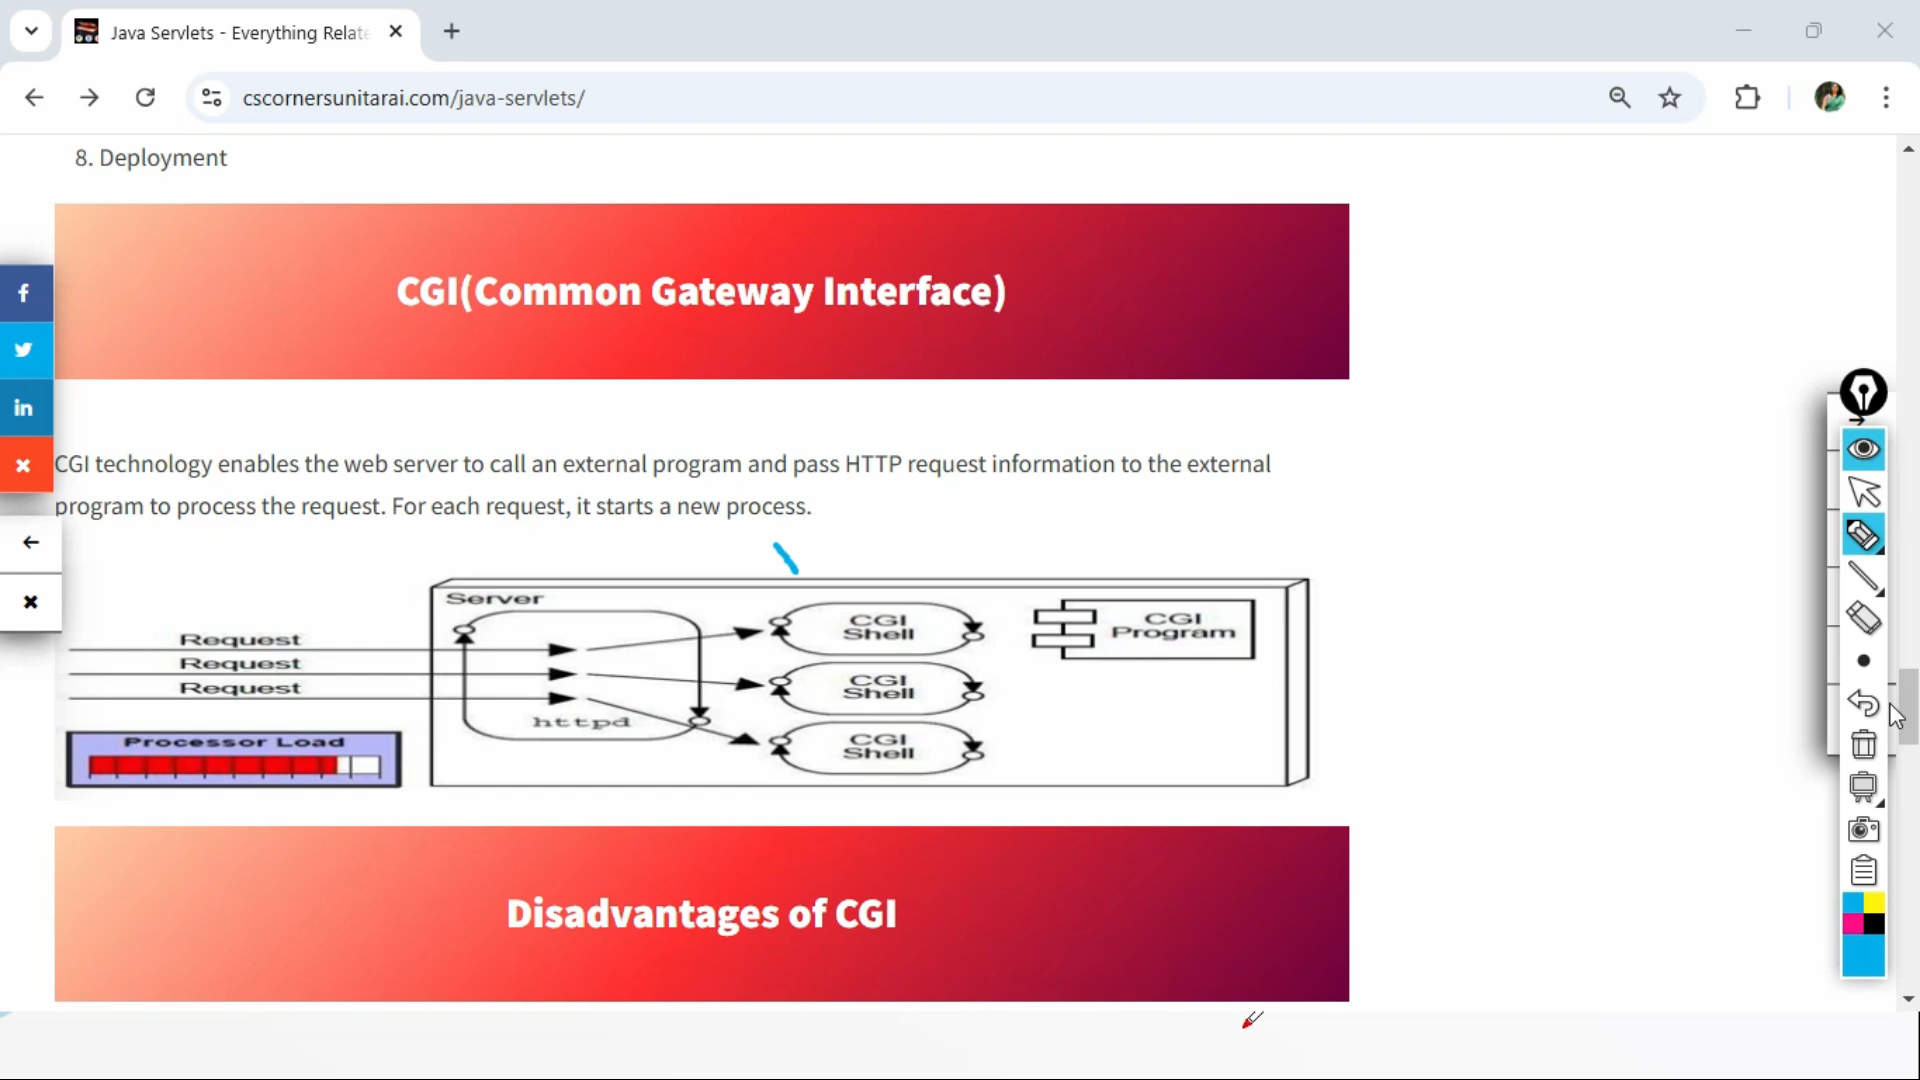 Java Servlets - Everything Relate
cscornersunitarai.com/java-servlets/
8. Deployment
CGI(Common Gateway Interface)
CGI technology enables the web server to call an external program and pass HTTP request information to the external
program to process the request. For each request, it starts a new process.
Server
Request
Request
Request
httpd
CGI
Shell
CGI
Shell
CGI
Shell
CGI
Program
Processor Load
Disadvantages of CGI